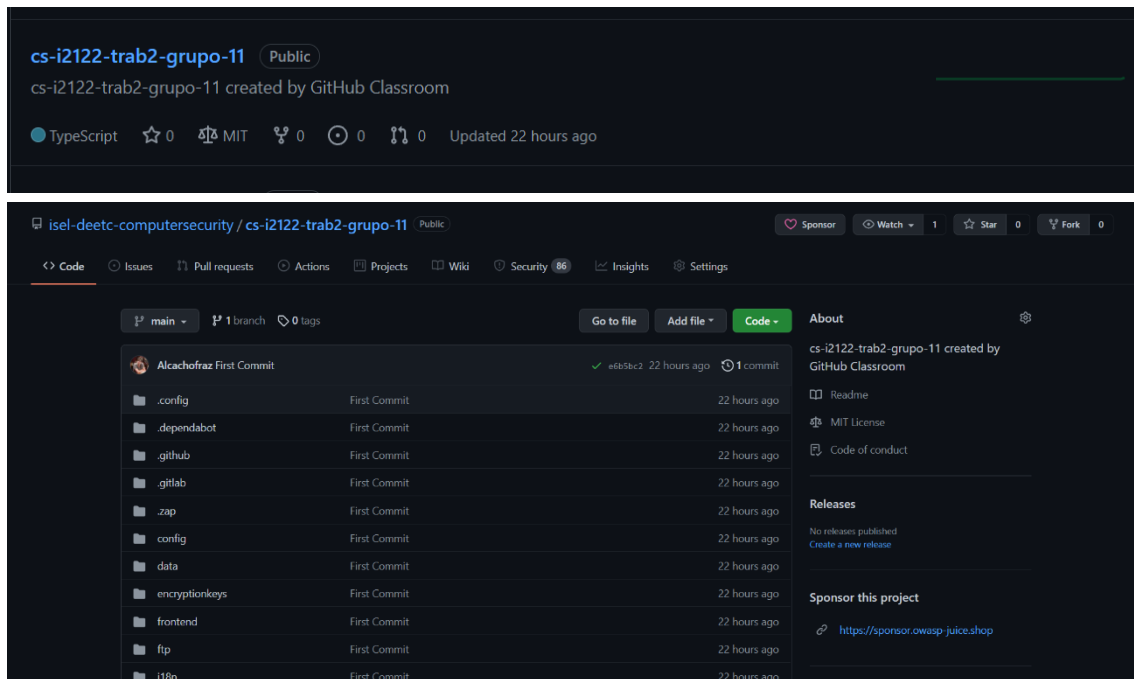 cs-i2122-trab2-grupo-11 Public
cs-i2122-trab2-grupo-11 created by GitHub Classroom
TypeScript 0 MIT 0 0 0 Updated 22 hours ago
isel-deetc-computersecurity / cs-i2122-trab2-grupo-11 Public Sponsor Watch 1 Star 0 Fork 0
<> Code Issues Pull requests Actions Projects Wiki Security 86 Insights Settings
main 1 branch 0 tags Go to file Add file Code
Alcachofraz First Commit e6b5bc2 22 hours ago 1 commit
.config First Commit 22 hours ago
.dependabot First Commit 22 hours ago
.github First Commit 22 hours ago
.gitlab First Commit 22 hours ago
.zap First Commit 22 hours ago
config First Commit 22 hours ago
data First Commit 22 hours ago
encryptionkeys First Commit 22 hours ago
frontend First Commit 22 hours ago
ftp First Commit 22 hours ago
i18n First Commit 22 hours ago
About
cs-i2122-trab2-grupo-11 created by
GitHub Classroom
Readme
MIT License
Code of conduct
Releases
No releases published
Create a new release
Sponsor this project
https://sponsor.owasp-juice.shop